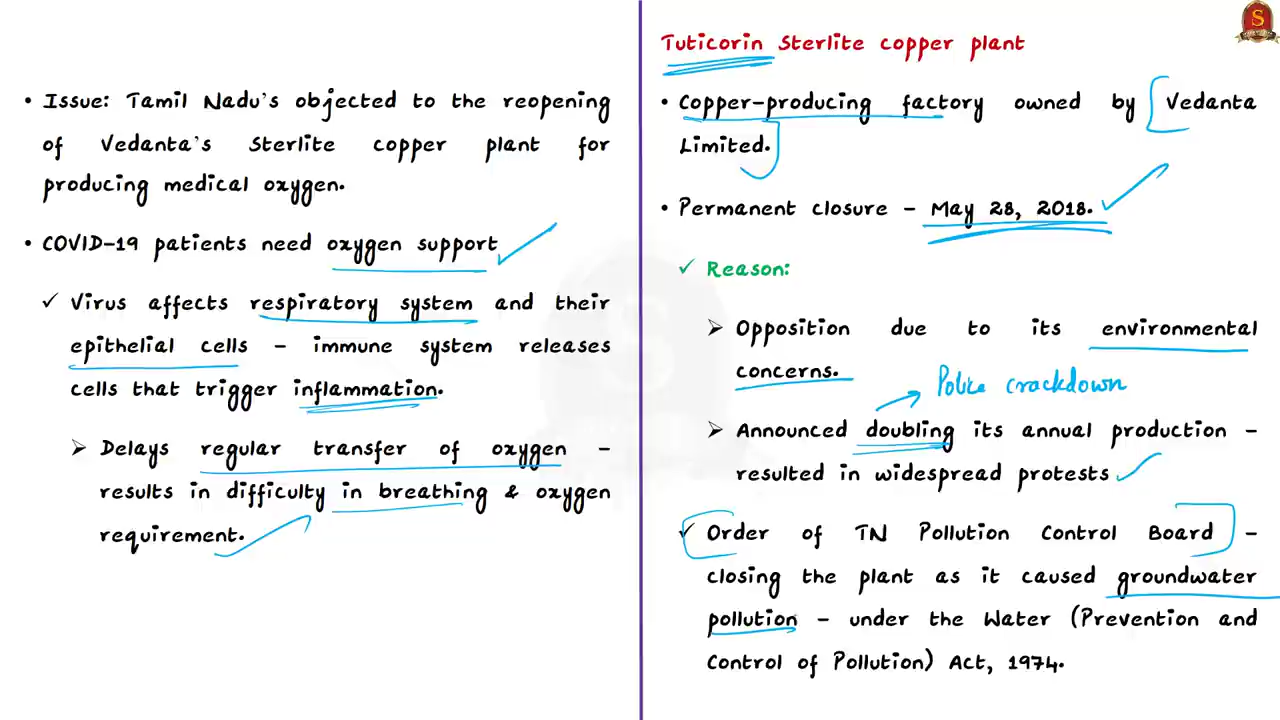 • Issue: Tamil Nadu's objected to the reopening
of Vedanta's Sterlite copper plant for
producing medical oxygen.
• COVID-19 patients need oxygen support
✓ Virus affects respiratory system and their
epithelial cells – immune system releases
cells that trigger inflammation.
➤ Delays regular transfer of oxygen –
results in difficulty in breathing & oxygen
requirement.
Tuticorin Sterlite copper plant
• Copper-producing factory owned by Vedanta
Limited.
• Permanent closure – May 28, 2018.
✓ Reason:
➤ Opposition due to its environmental
concerns.
Police crackdown
➤ Announced doubling its annual production –
resulted in widespread protests
✓ Order of TN Pollution Control Board –
closing the plant as it caused groundwater
pollution – under the Water (Prevention and
Control of Pollution) Act, 1974.